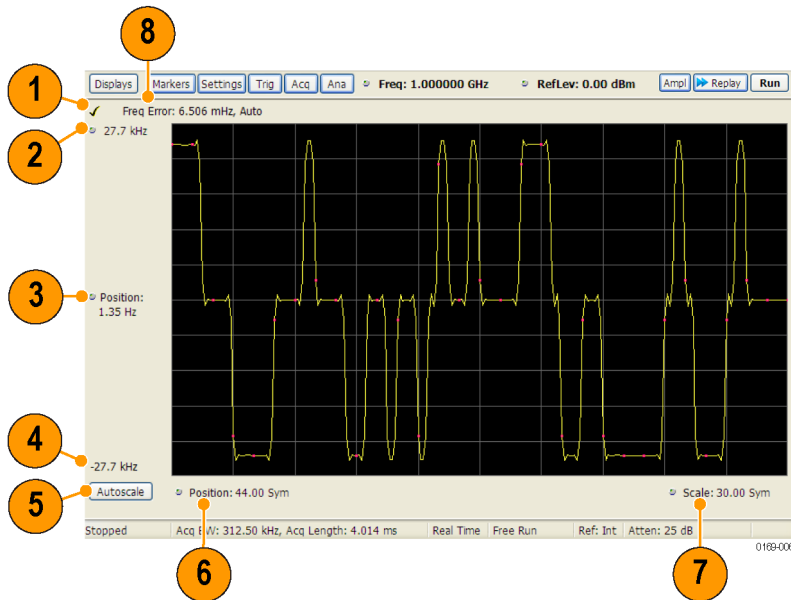 8
1
Displays Markers Settings Trig Acq Ana Freq: 1.000000 GHz RefLev: 0.00 dBm Ampl Replay Run
Freq Error: 6.506 mHz, Auto
2
27.7 kHz
3
Position:
1.35 Hz
4
-27.7 kHz
5
Autoscale Position: 44.00 Sym Scale: 30.00 Sym
Stopped Acq BW: 312.50 kHz, Acq Length: 4.014 ms Real Time Free Run Ref: Int Atten: 25 dB
0169-006
6
7